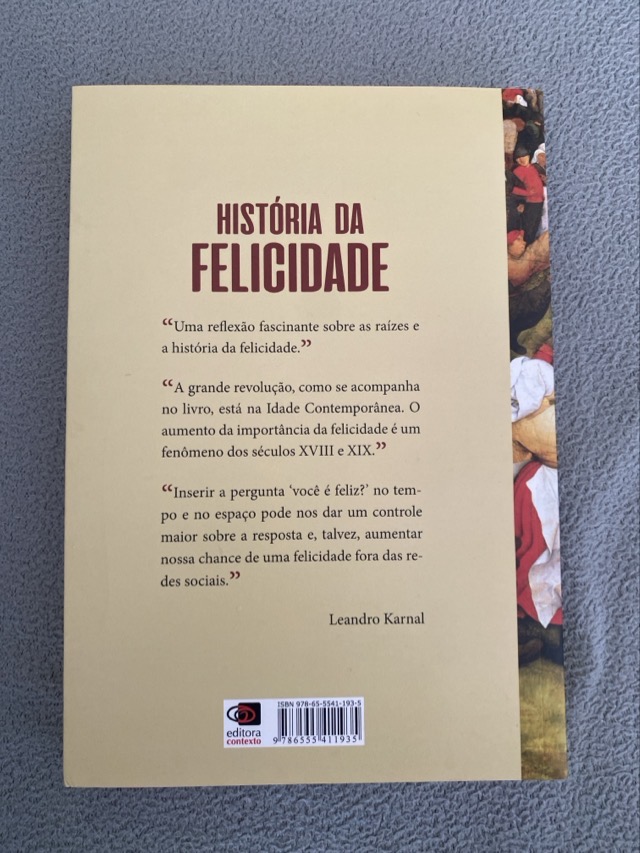 HISTÓRIA DA
FELICIDADE
“Uma reflexão fascinante sobre as raízes e
a história da felicidade.”
“A grande revolução, como se acompanha
no livro, está na Idade Contemporânea. O
aumento da importância da felicidade é um
fenômeno dos séculos XVIII e XIX.”
“Inserir a pergunta ‘você é feliz?’ no tem-
po e no espaço pode nos dar um controle
maior sobre a resposta e, talvez, aumentar
nossa chance de uma felicidade fora das re-
des sociais.”
Leandro Karnal
ISBN 978-65-5541-193-5
editora
contexto
9 786555 411935